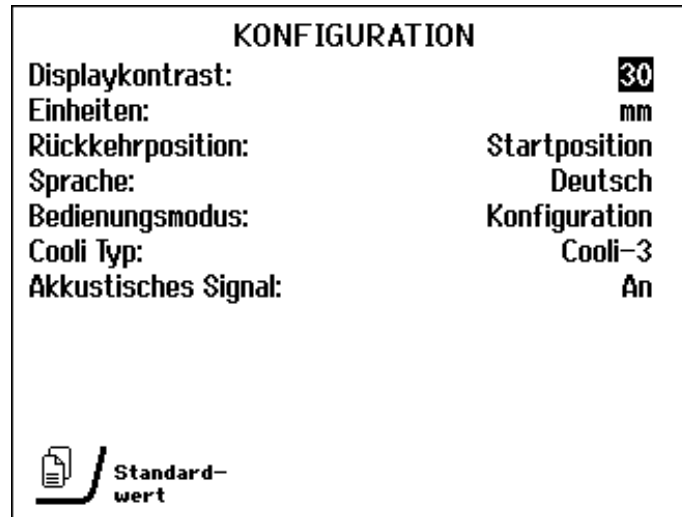 KONFIGURATION
Displaykontrast: 30
Einheiten: mm
Rückkehrposition: Startposition
Sprache: Deutsch
Bedienungsmodus: Konfiguration
Cooli Typ: Cooli-3
Akkustisches Signal: An
Standard-
wert